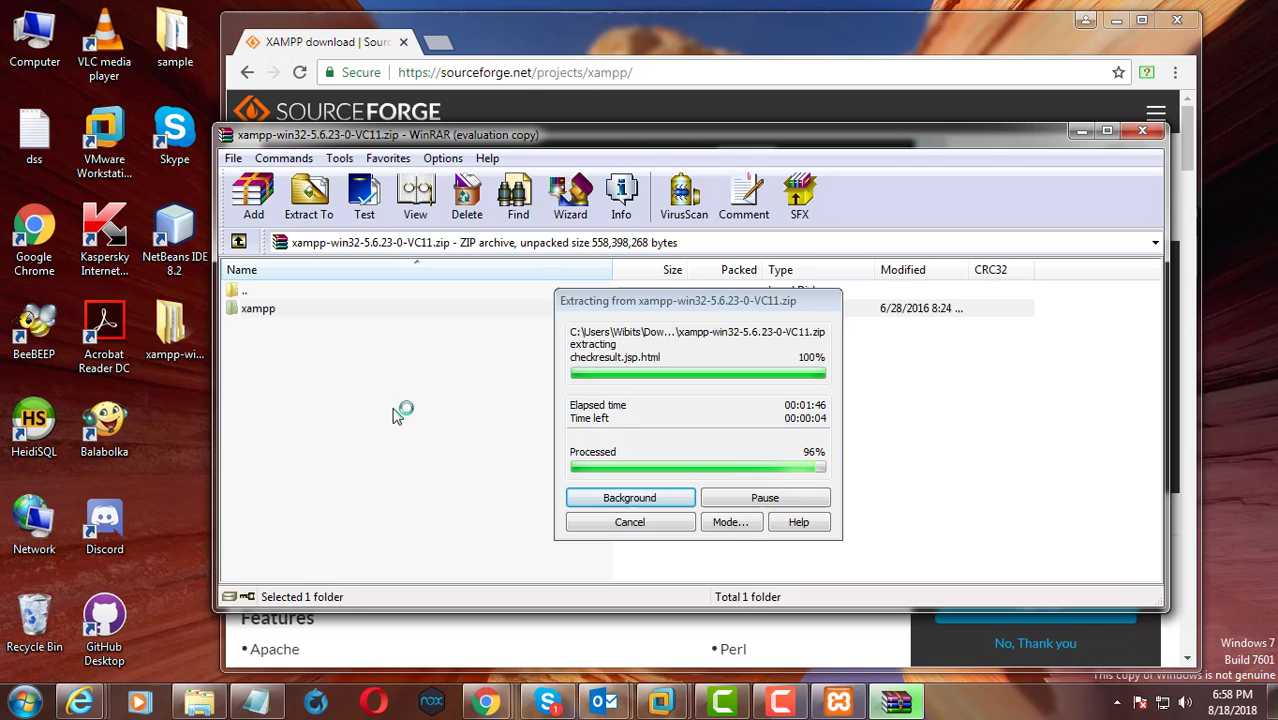 Computer
VLC media
player
sample
dss
VMware
Workstati...
Skype
Google
Chrome
Kaspersky
Internet...
NetBeans IDE
8.2
BeeBEEP
Acrobat
Reader DC
xampp-wi...
HeidiSQL
Balabolka
Network
Discord
Recycle Bin
GitHub
Desktop
XAMPP download | Sourc
Secure
https://sourceforge.net/projects/xampp/
SOURCEFORGE
xampp-win32-5.6.23-0-VC11.zip - WinRAR (evaluation copy)
File Commands Tools Favorites Options Help
Add Extract To Test View Delete Find Wizard Info VirusScan Comment SFX
xampp-win32-5.6.23-0-VC11.zip - ZIP archive, unpacked size 558,398,268 bytes
Name Size Packed Type Modified CRC32
..
xampp 6/28/2016 8:24 ...
Extracting from xampp-win32-5.6.23-0-VC11.zip
C:\Users\Wibits\Dow...\xampp-win32-5.6.23-0-VC11.zip
extracting
checkresult.jsp.html 100%
Elapsed time 00:01:46
Time left 00:00:04
Processed 96%
Background Pause
Cancel Mode... Help
Selected 1 folder Total 1 folder
Features
• Apache • Perl
No, Thank you
Windows 7
Build 7601
This copy of Windows is not genuine
HS
nox
1
6:58 PM
8/18/2018